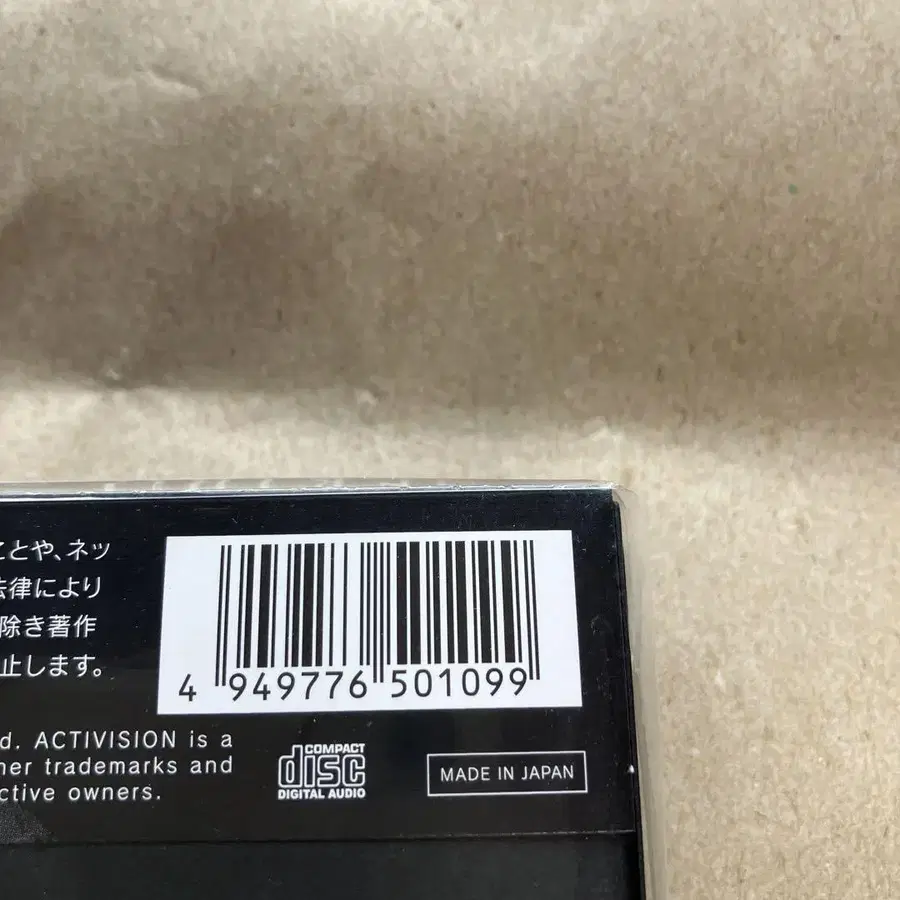 ことや、ネッ
法律により
除き著作
止します。
4 949776 501099
d. ACTIVISION is a
her trademarks and
ctive owners.
COMPACT
disc
DIGITAL AUDIO
MADE IN JAPAN